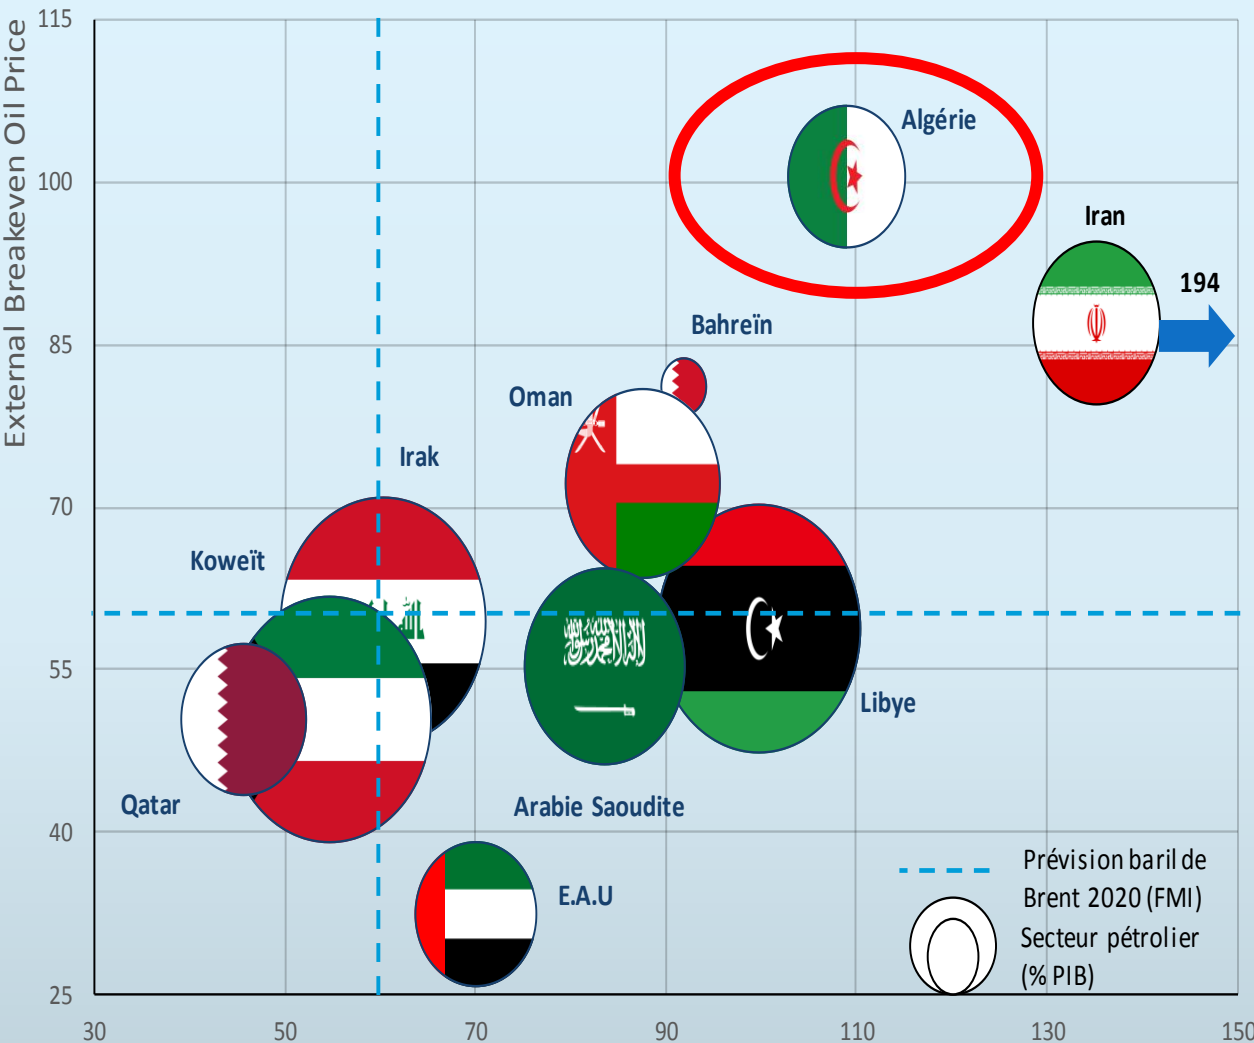 External Breakeven Oil Price
115
100
85
70
55
40
25
30
50
70
90
110
130
150
Algérie
Iran
194
Bahreïn
Oman
Irak
Koweït
Libye
Qatar
Arabie Saoudite
E.A.U
Prévision baril de
Brent 2020 (FMI)
Secteur pétrolier
(% PIB)